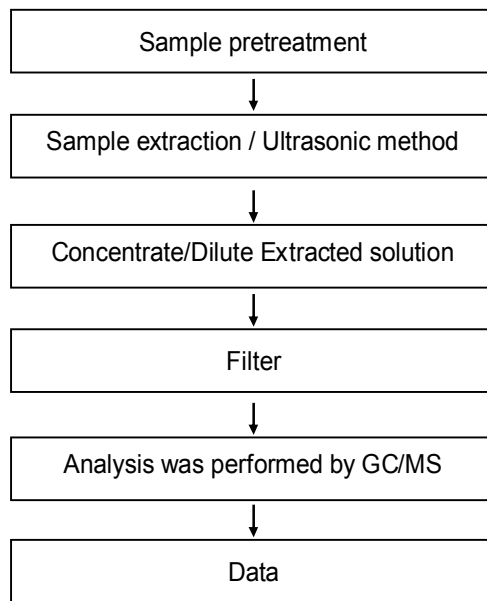 Sample pretreatment
Sample extraction / Ultrasonic method
Concentrate/Dilute Extracted solution
Filter
Analysis was performed by GC/MS
Data